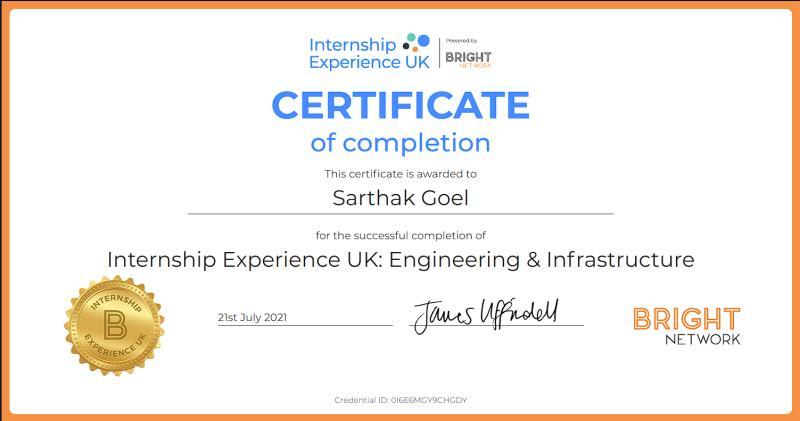 Internship
Experience UK
Powered by
BRIGHT
NETWORK
CERTIFICATE
of completion
This certificate is awarded to
Sarthak Goel
for the successful completion of
Internship Experience UK: Engineering & Infrastructure
INTERNSHIP
B
EXPERIENCE UK
21st July 2021
James Uffindell
BRIGHT
NETWORK
Credential ID: 0I6E6MGY9CHGDY